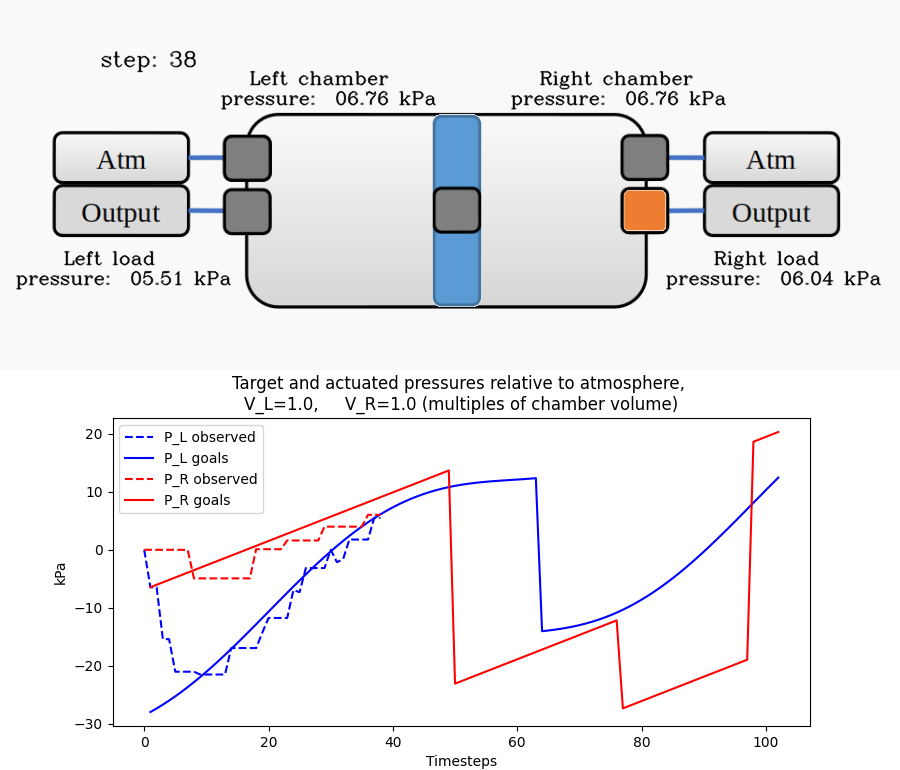 step: 38
Left chamber
pressure: 06.76 kPa
Right chamber
pressure: 06.76 kPa
Atm
Atm
Output
Output
Left load
pressure: 05.51 kPa
Right load
pressure: 06.04 kPa
Target and actuated pressures relative to atmosphere,
V_L=1.0, V_R=1.0 (multiples of chamber volume)
P_L observed
P_L goals
P_R observed
P_R goals
20
10
0
−10
−20
−30
kPa
0 20 40 60 80 100
Timesteps